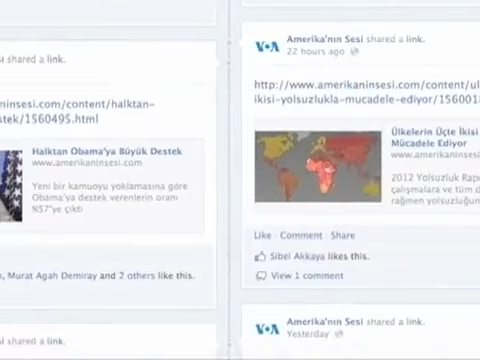 shared a link.
aninsesi.com/content/halktan-
stek/1560495.html
Halktan Obama'ya Büyük Destek
www.amerikaninsesi.com
Yeni bir kamuoyu yoklamasına göre
Obama'ya destek verenlerin oranı
%57'ye çıktı
, Murat Agah Demiray and 2 others like this.
shared a link.
VOA
Amerika'nın Sesi shared a link.
22 hours ago
http://www.amerikaninsesi.com/content/ul
ikisi-yolsuzlukla-mucadele-ediyor/156001
Ülkelerin Üçte İkisi
Mücadele Ediyor
www.amerikaninsesi
2012 Yolsuzluk Rapo
çalışmalara ve tüm d
rağmen yolsuzluğun
Like · Comment · Share
Sibel Akkaya likes this.
View 1 comment
VOA
Amerika'nın Sesi shared a link.
Yesterday